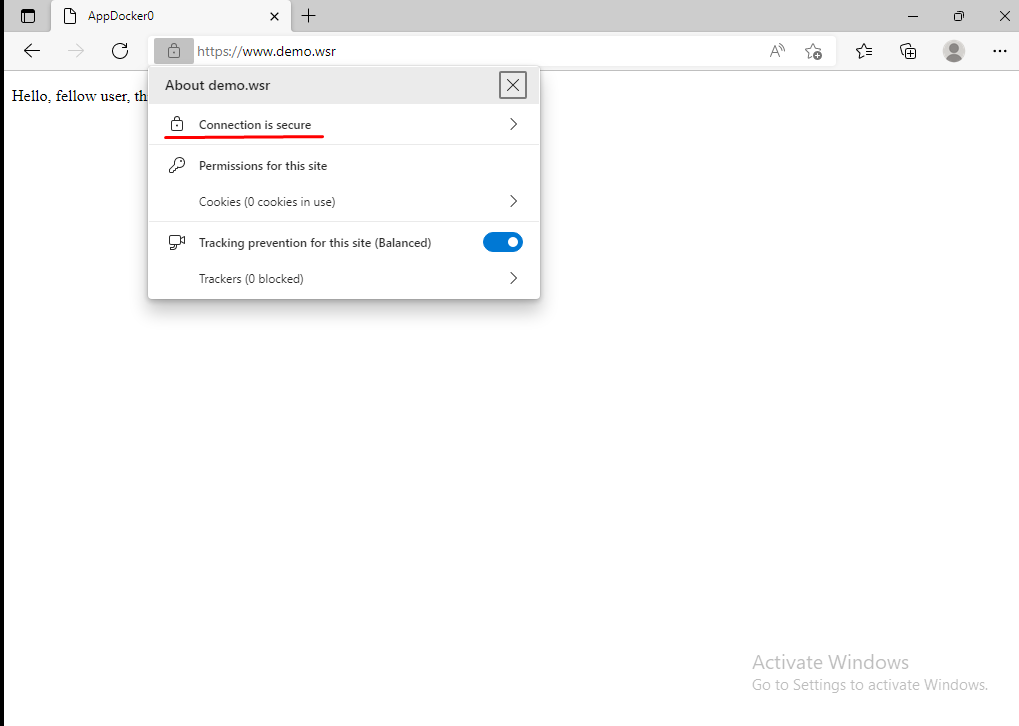 AppDocker0
https://www.demo.wsr
A
Hello, fellow user, th
About demo.wsr
Connection is secure
Permissions for this site
Cookies (0 cookies in use)
Tracking prevention for this site (Balanced)
Trackers (0 blocked)
Activate Windows
Go to Settings to activate Windows.